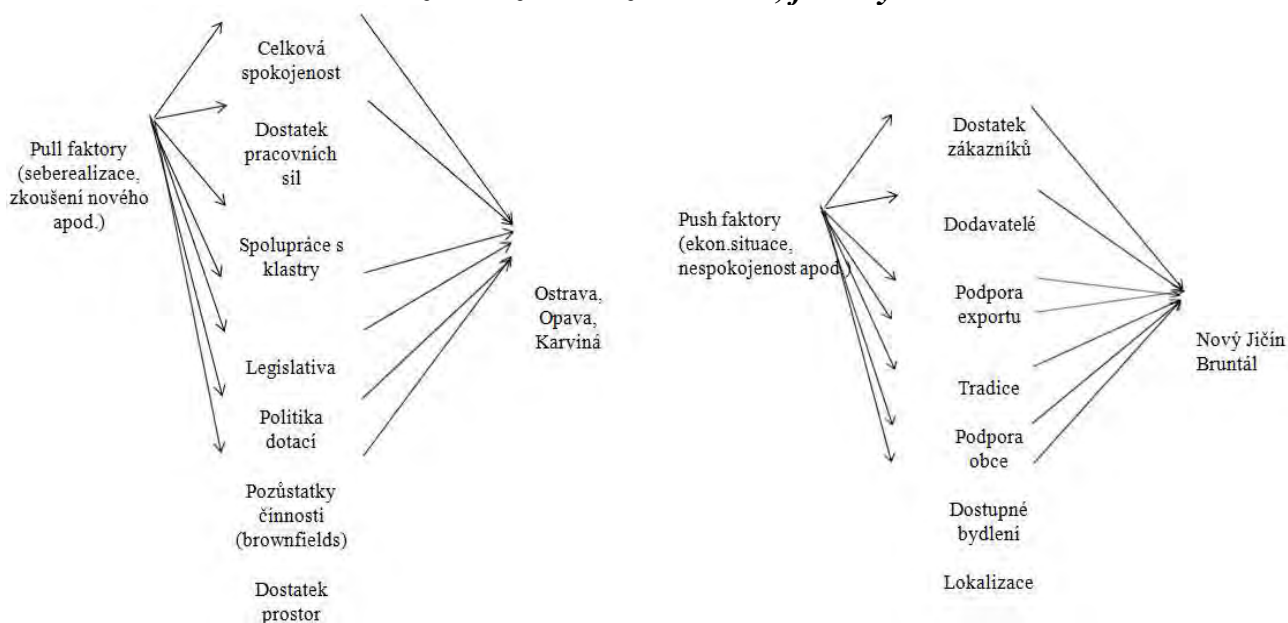 Pull faktory
(seberealizace,
zkoušení nového
apod.)
Celková
spokojenost
Dostatek
pracovních
sil
Spolupráce s
klastry
Legislativa
Politika
dotací
Pozůstatky
činnosti
(brownfields)
Dostatek
prostor
Ostrava,
Opava,
Karviná
Push faktory
(ekon.situace,
nespokojenost apod.)
Dostatek
zákazníků
Dodavatelé
Podpora
exportu
Tradice
Podpora
obce
Dostupné
bydlení
Lokalizace
Nový Jičín
Bruntál